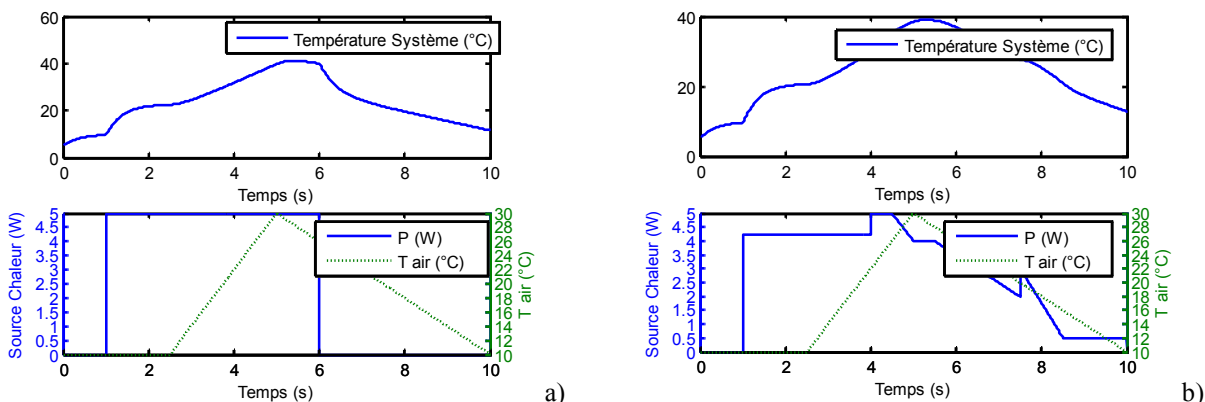 60
40
20
0
Température Système (°C)
0 2 4 6 8 10
Temps (s)
Source Chaleur (W)
5
4.5
4
3.5
3
2.5
2
1.5
1
0.5
0
P (W)
T air (°C)
30
28
26
24
22
20
18
16
14
12
10
T air (°C)
0 2 4 6 8 10
Temps (s)
a)
40
20
0
Température Système (°C)
0 2 4 6 8 10
Temps (s)
Source Chaleur (W)
5
4.5
4
3.5
3
2.5
2
1.5
1
0.5
0
P (W)
T air (°C)
30
28
26
24
22
20
18
16
14
12
10
T air (°C)
0 2 4 6 8 10
Temps (s)
b)